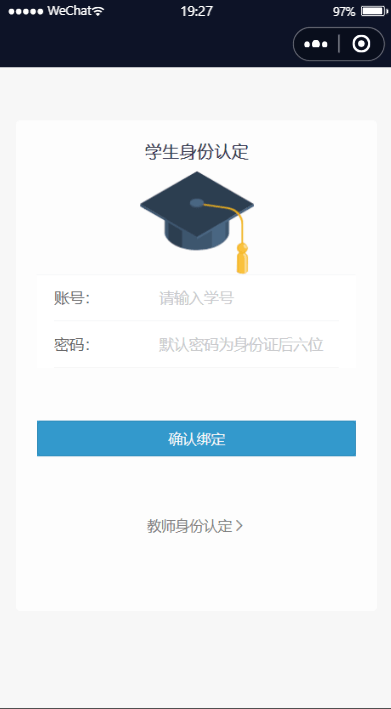 WeChat 19:27 97%
学生身份认定
账号： 请输入学号
密码： 默认密码为身份证后六位
确认绑定
教师身份认定 >